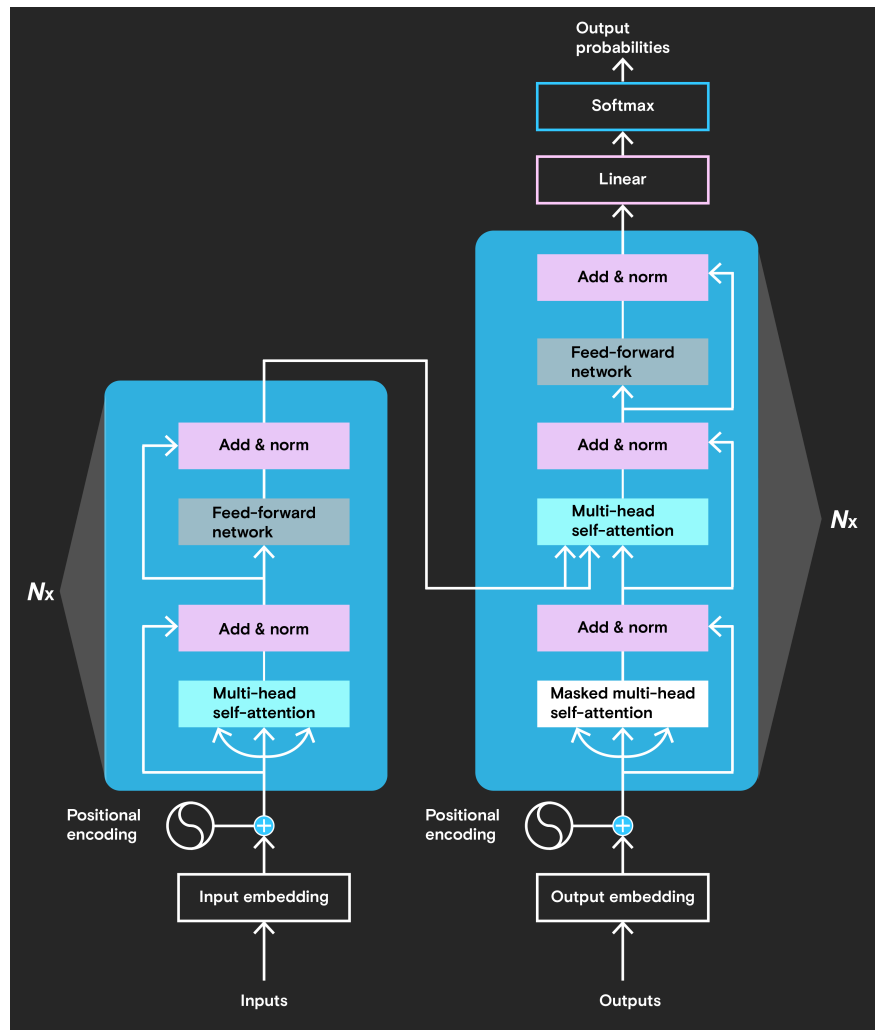 Output
probabilities
Softmax
Linear
Add & norm
Feed-forward
network
Add & norm
Multi-head
self-attention
Add & norm
Masked multi-head
self-attention
Nx
Positional
encoding
Output embedding
Outputs
Add & norm
Feed-forward
network
Nx
Add & norm
Multi-head
self-attention
Positional
encoding
Input embedding
Inputs